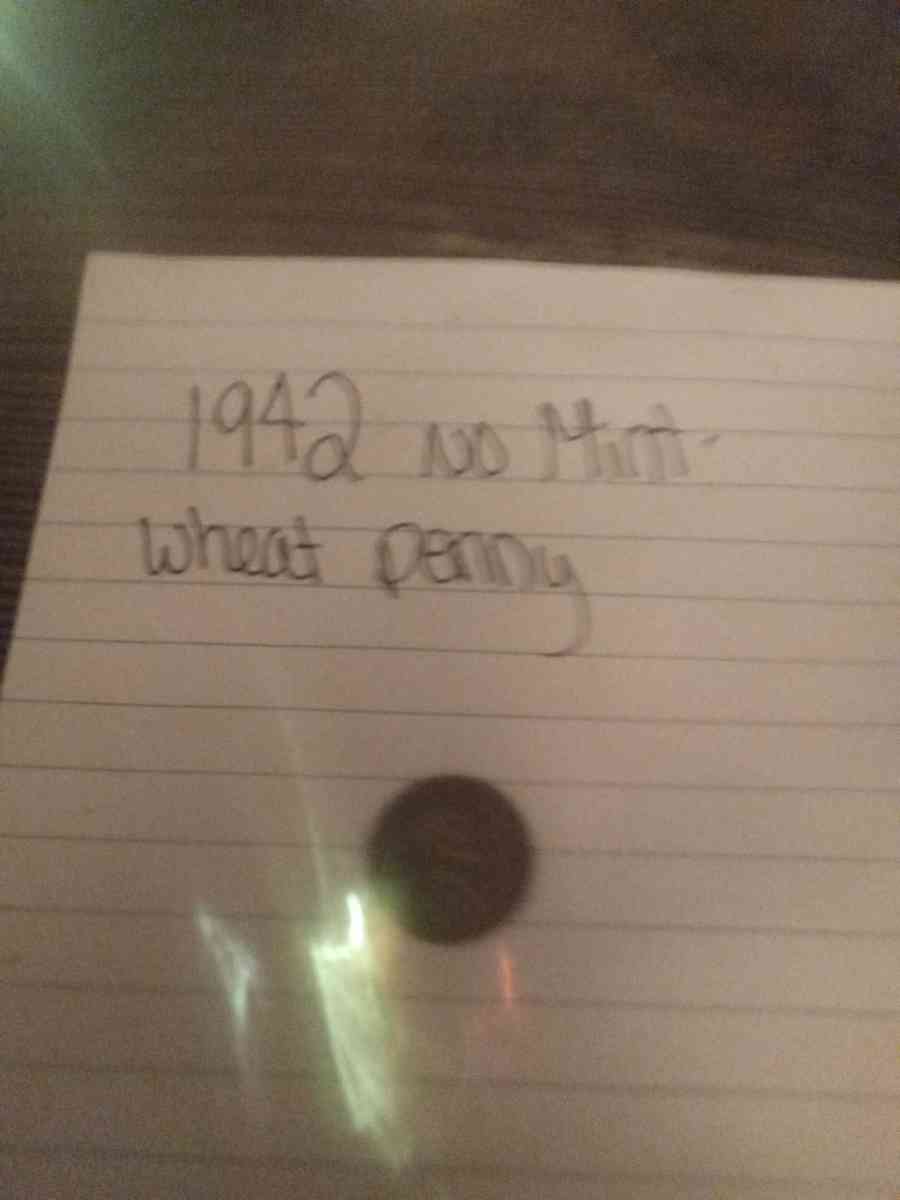 1942 No Mint-
wheat penny